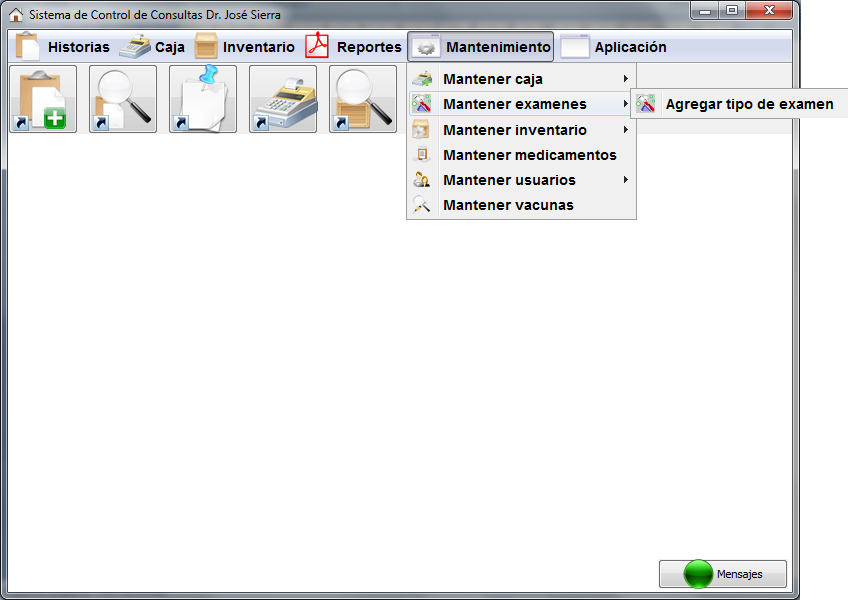 Sistema de Control de Consultas Dr. José Sierra
Historias Caja Inventario Reportes Mantenimiento Aplicación
Mantener caja
Mantener examenes
Agregar tipo de examen
Mantener inventario
Mantener medicamentos
Mantener usuarios
Mantener vacunas
Mensajes